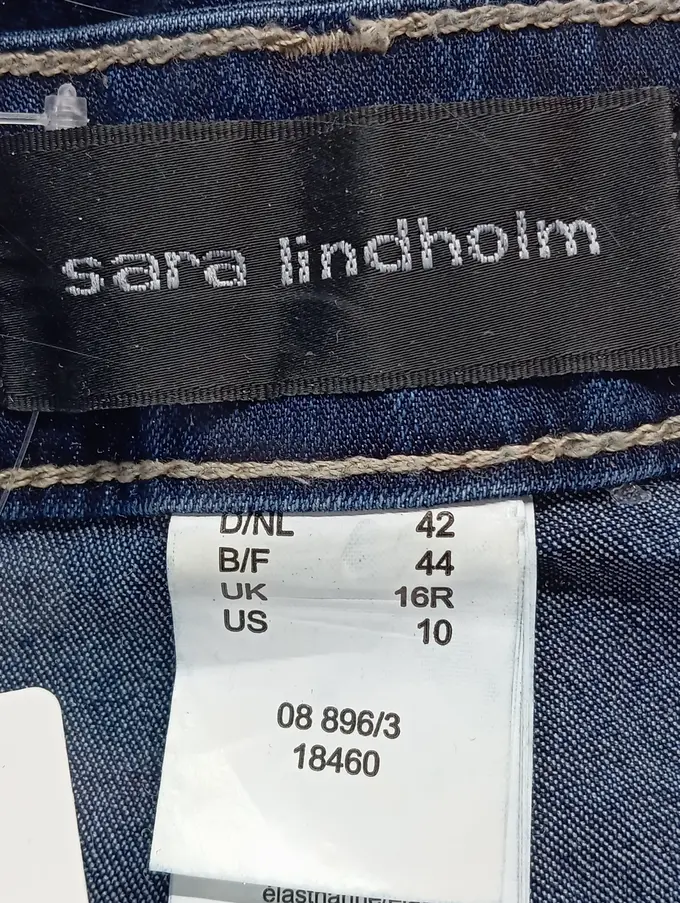 sara lindholm
D/NL 42
B/F 44
UK 16R
US 10
08 896/3
18460